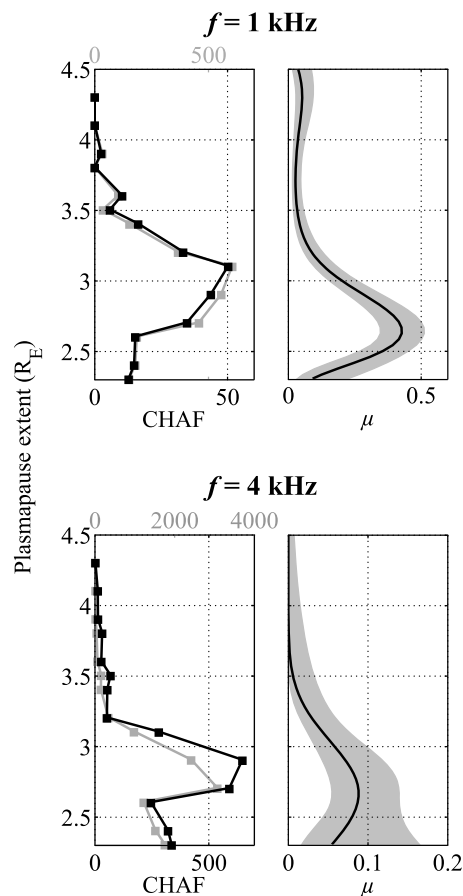 f = 1 kHz
0 500
4.5
4
3.5
3
2.5
0 50
CHAF
0 0.5
μ
Plasmapause extent (R_E)
f = 4 kHz
0 2000 4000
4.5
4
3.5
3
2.5
0 500
CHAF
0 0.1 0.2
μ